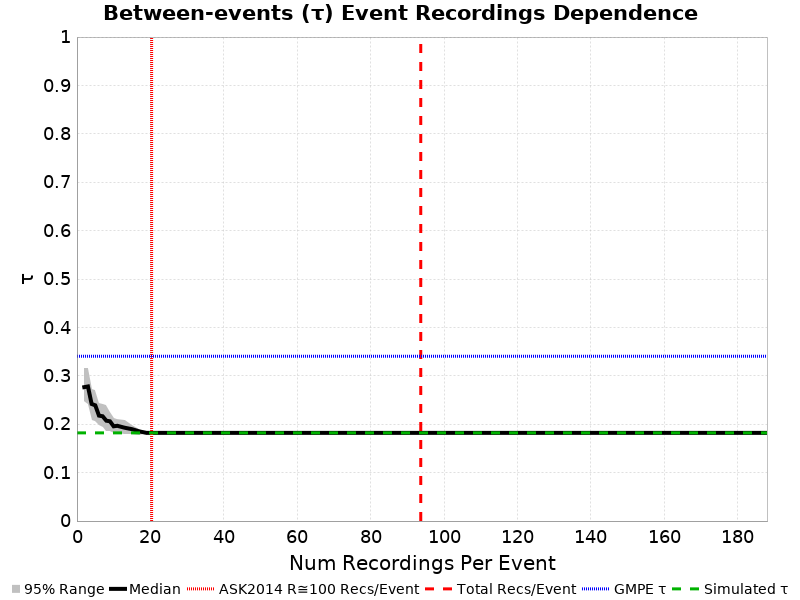 Between-events (τ) Event Recordings Dependence
1
0.9
0.8
0.7
0.6
0.5
0.4
0.3
0.2
0.1
0
τ
0 20 40 60 80 100 120 140 160 180
Num Recordings Per Event
95% Range Median ASK2014 R≅100 Recs/Event Total Recs/Event GMPE τ Simulated τ